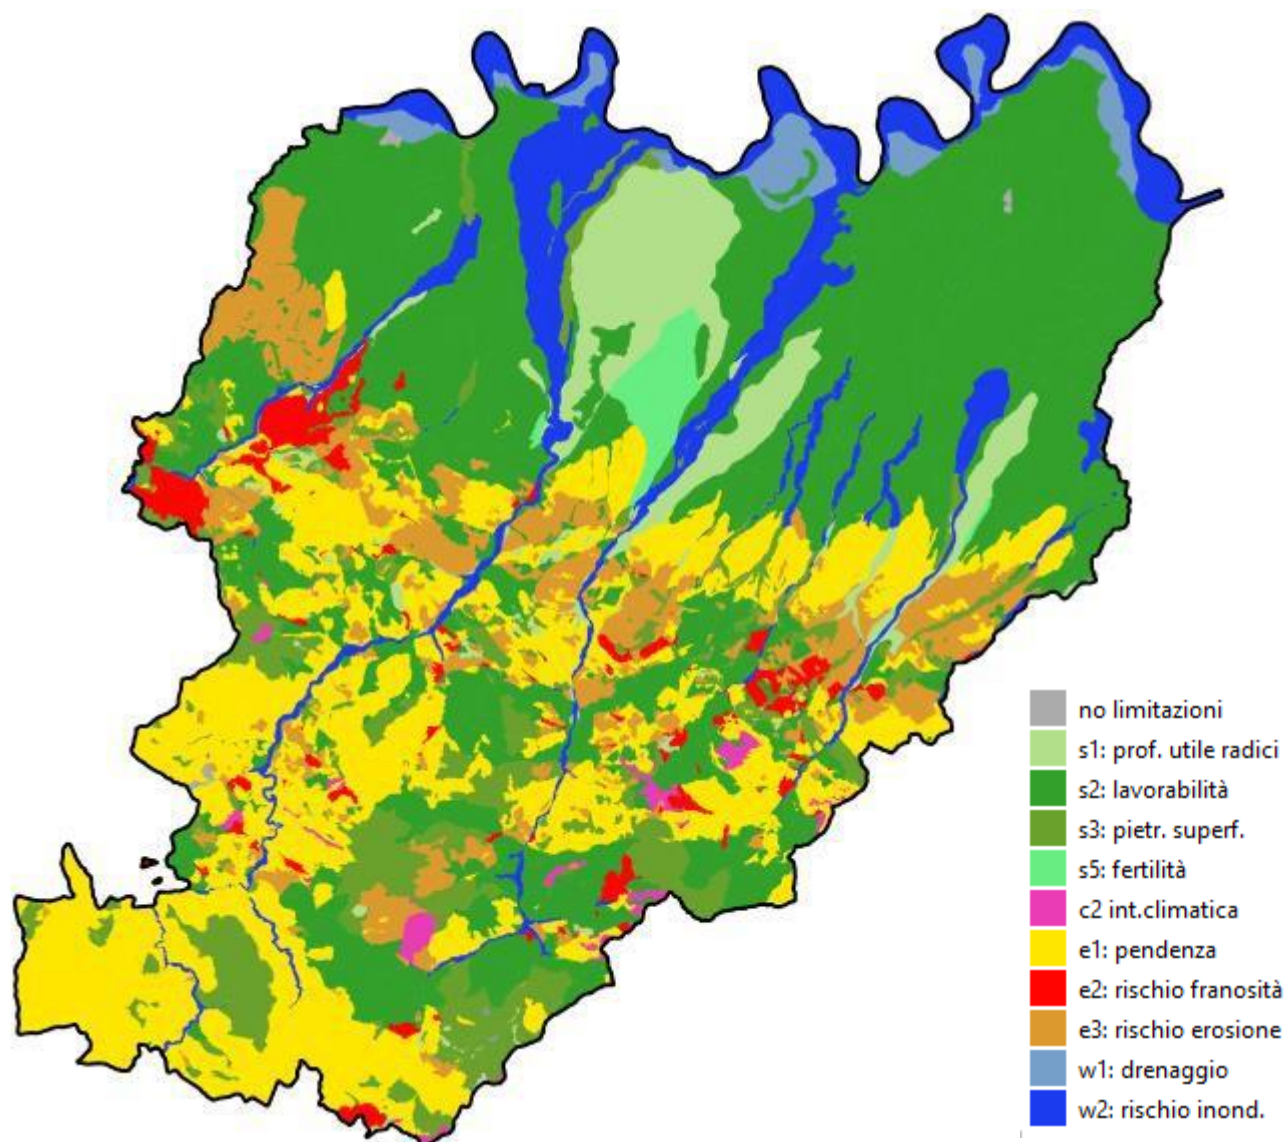 no limitazioni
s1: prof. utile radici
s2: lavorabilità
s3: pietr. superf.
s5: fertilità
c2 int.climatica
e1: pendenza
e2: rischio franosità
e3: rischio erosione
w1: drenaggio
w2: rischio inond.